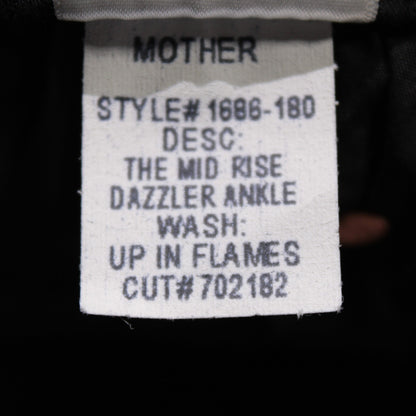 MOTHER
STYLE# 1686-180
DESC:
THE MID RISE
DAZZLER ANKLE
WASH:
UP IN FLAMES
CUT# 702182